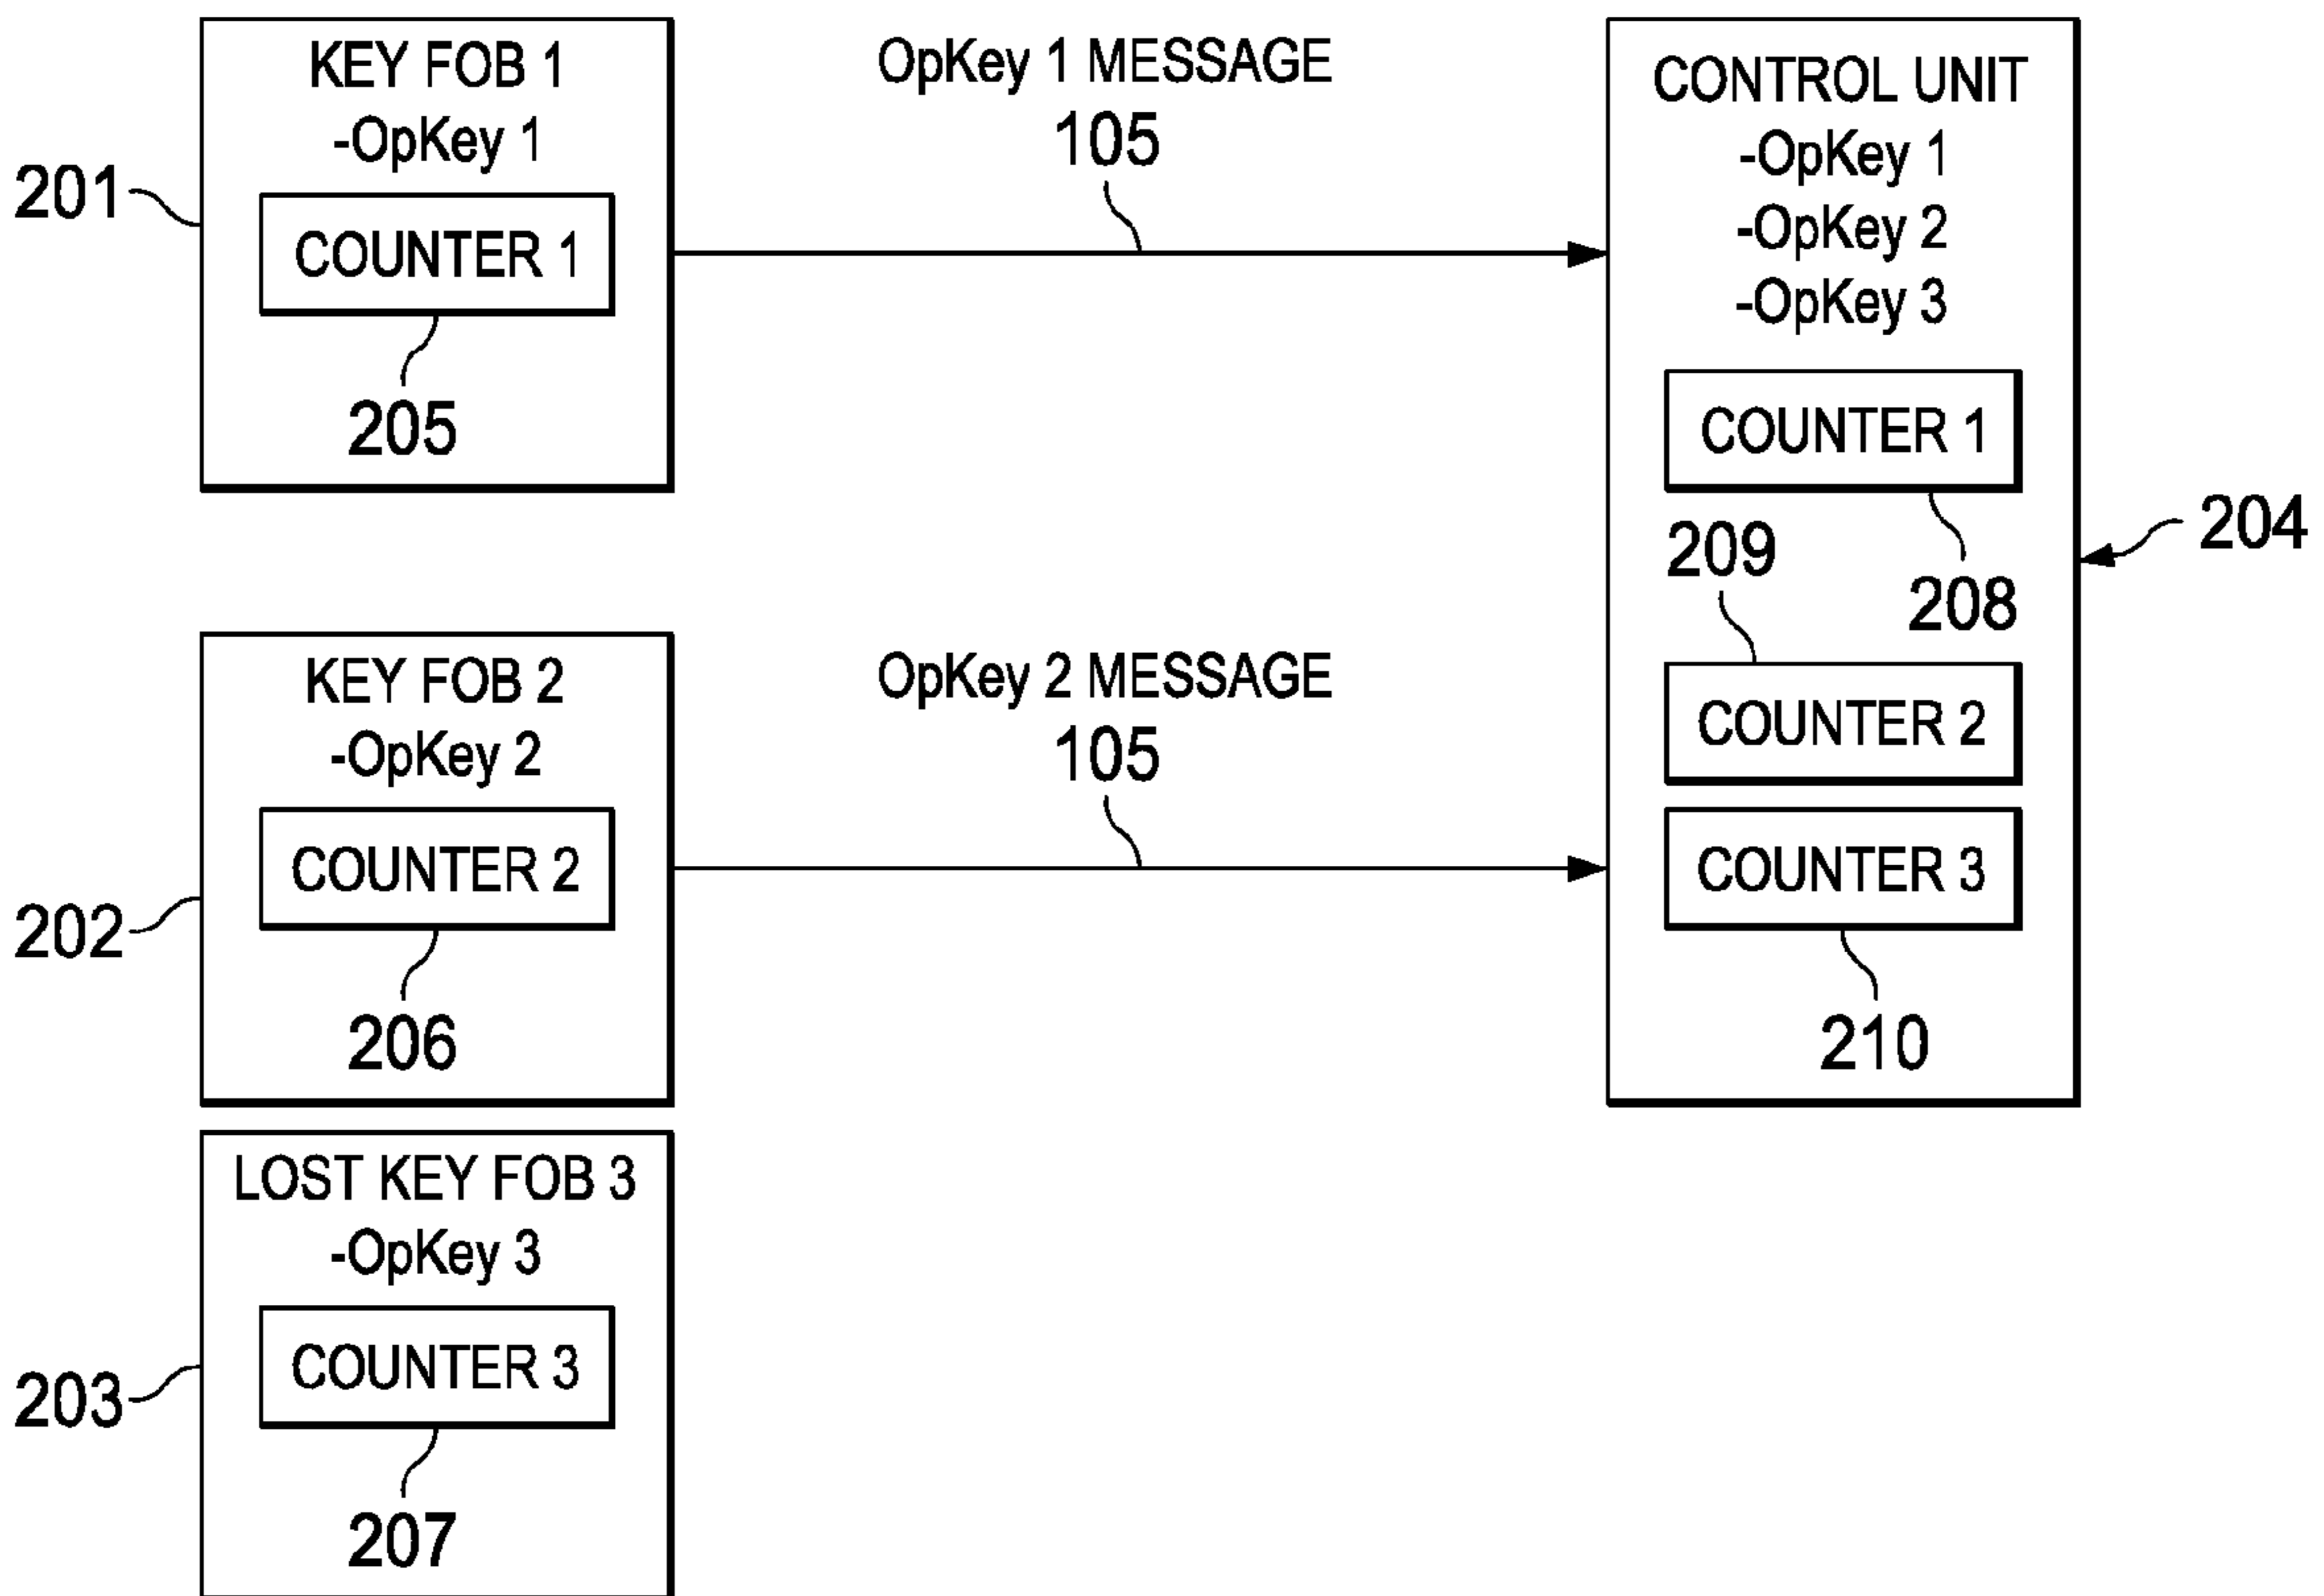 KEY FOB 1
-OpKey 1
COUNTER 1
205
201
OpKey 1 MESSAGE
105
CONTROL UNIT
-OpKey 1
-OpKey 2
-OpKey 3
COUNTER 1
208
209
COUNTER 2
COUNTER 3
210
204
KEY FOB 2
-OpKey 2
COUNTER 2
206
202
OpKey 2 MESSAGE
105
LOST KEY FOB 3
-OpKey 3
COUNTER 3
207
203